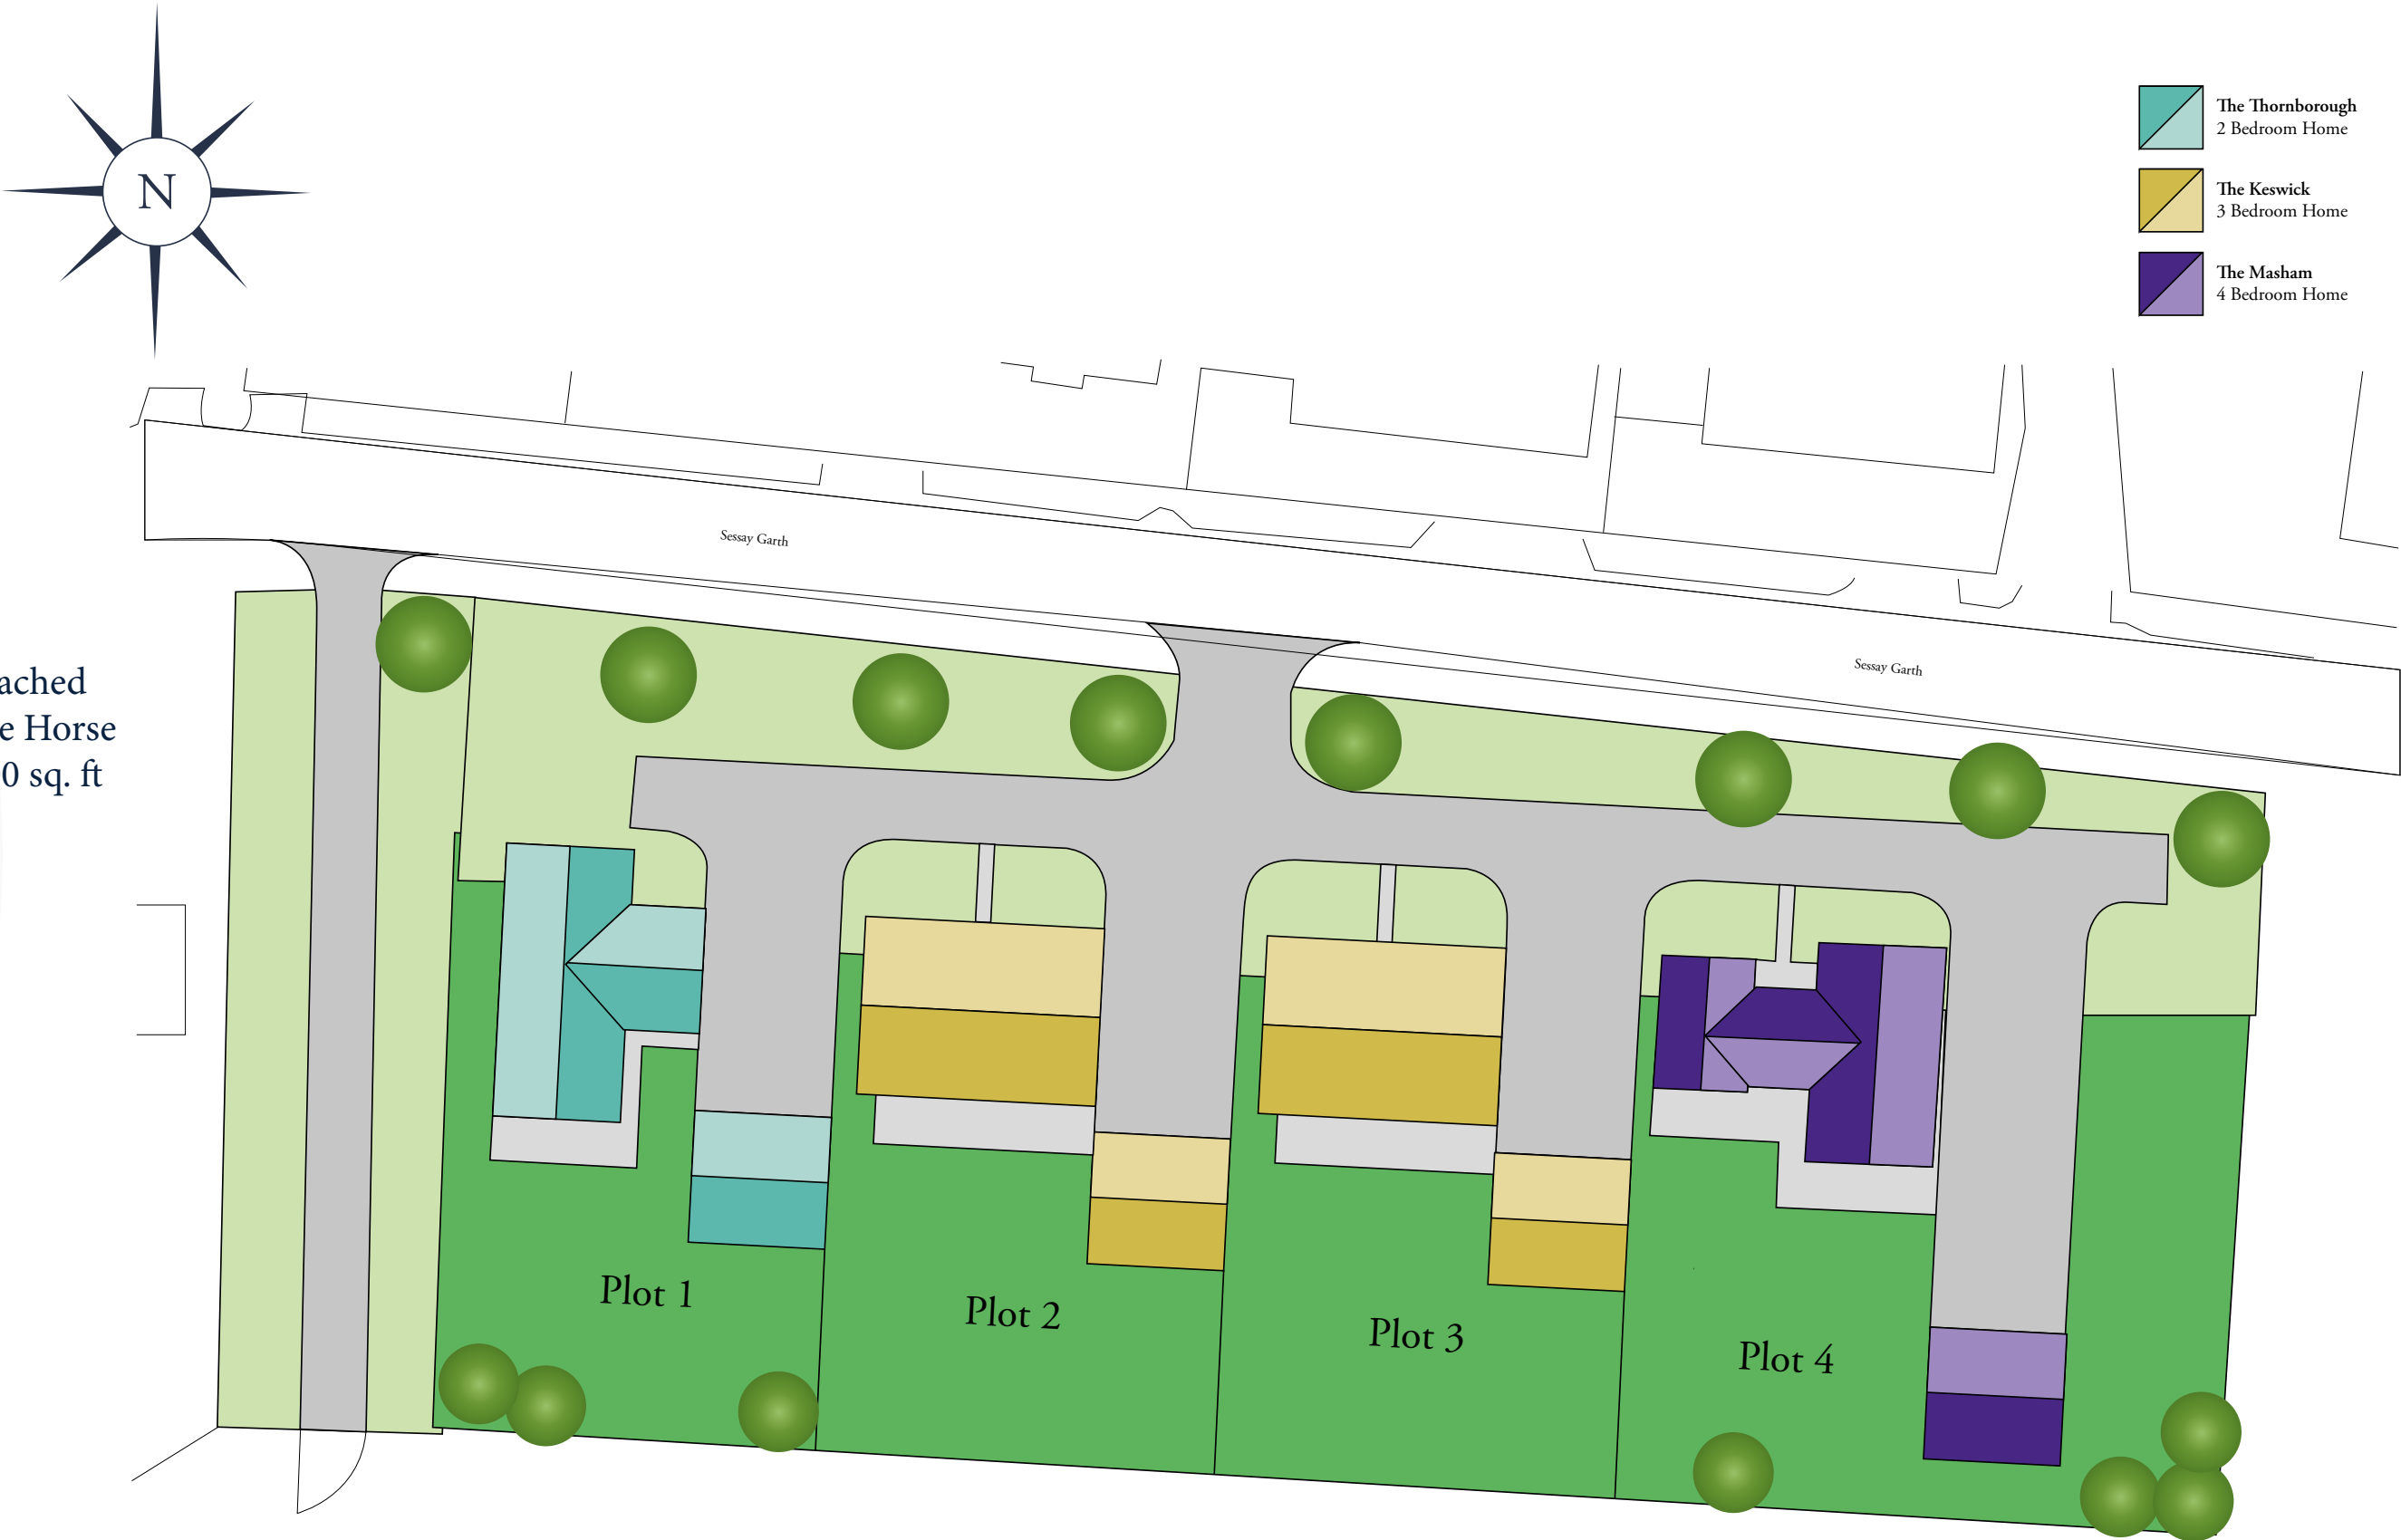 N
The Thornborough
2 Bedroom Home
The Keswick
3 Bedroom Home
The Masham
4 Bedroom Home
Sessay Garth
Sessay Garth
ached
e Horse
0 sq. ft
Plot 1
Plot 2
Plot 3
Plot 4